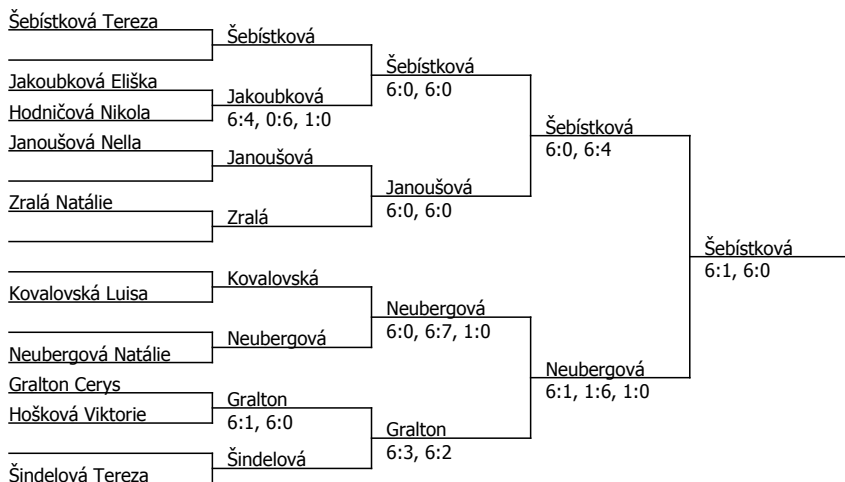 Šebístková Tereza
Jakoubková Eliška
Hodničová Nikola
Janoušová Nella
Zralá Natálie
Kovalovská Luisa
Neubergová Natálie
Gralton Cerys
Hošková Viktorie
Šindelová Tereza
Šebístková
Jakoubková
6:4, 0:6, 1:0
Janoušová
Zralá
Kovalovská
Neubergová
Gralton
6:1, 6:0
Šindelová
Šebístková
6:0, 6:0
Janoušová
6:0, 6:0
Neubergová
6:0, 6:7, 1:0
Gralton
6:3, 6:2
Šebístková
6:0, 6:4
Neubergová
6:1, 1:6, 1:0
Šebístková
6:1, 6:0